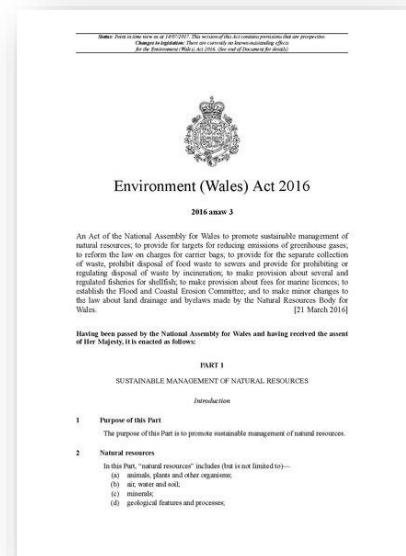 Status: Point in time view as at 14/07/2017. This version of this Act contains provisions that are prospective.
Changes to legislation: There are currently no known outstanding effects
for the Environment (Wales) Act 2016. (See end of Document for details)
Environment (Wales) Act 2016
2016 anaw 3
An Act of the National Assembly for Wales to promote sustainable management of
natural resources; to provide for targets for reducing emissions of greenhouse gases;
to reform the law on charges for carrier bags; to provide for the separate collection
of waste, prohibit disposal of food waste to sewers and provide for prohibiting or
regulating disposal of waste by incineration; to make provision about several and
regulated fisheries for shellfish; to make provision about fees for marine licences; to
establish the Flood and Coastal Erosion Committee; and to make minor changes to
the law about land drainage and byelaws made by the Natural Resources Body for
Wales. [21 March 2016]
Having been passed by the National Assembly for Wales and having received the assent
of Her Majesty, it is enacted as follows:
PART 1
SUSTAINABLE MANAGEMENT OF NATURAL RESOURCES
Introduction
1 Purpose of this Part
The purpose of this Part is to promote sustainable management of natural resources.
2 Natural resources
In this Part, "natural resources" includes (but is not limited to)—
(a) animals, plants and other organisms;
(b) air, water and soil;
(c) minerals;
(d) geological features and processes;